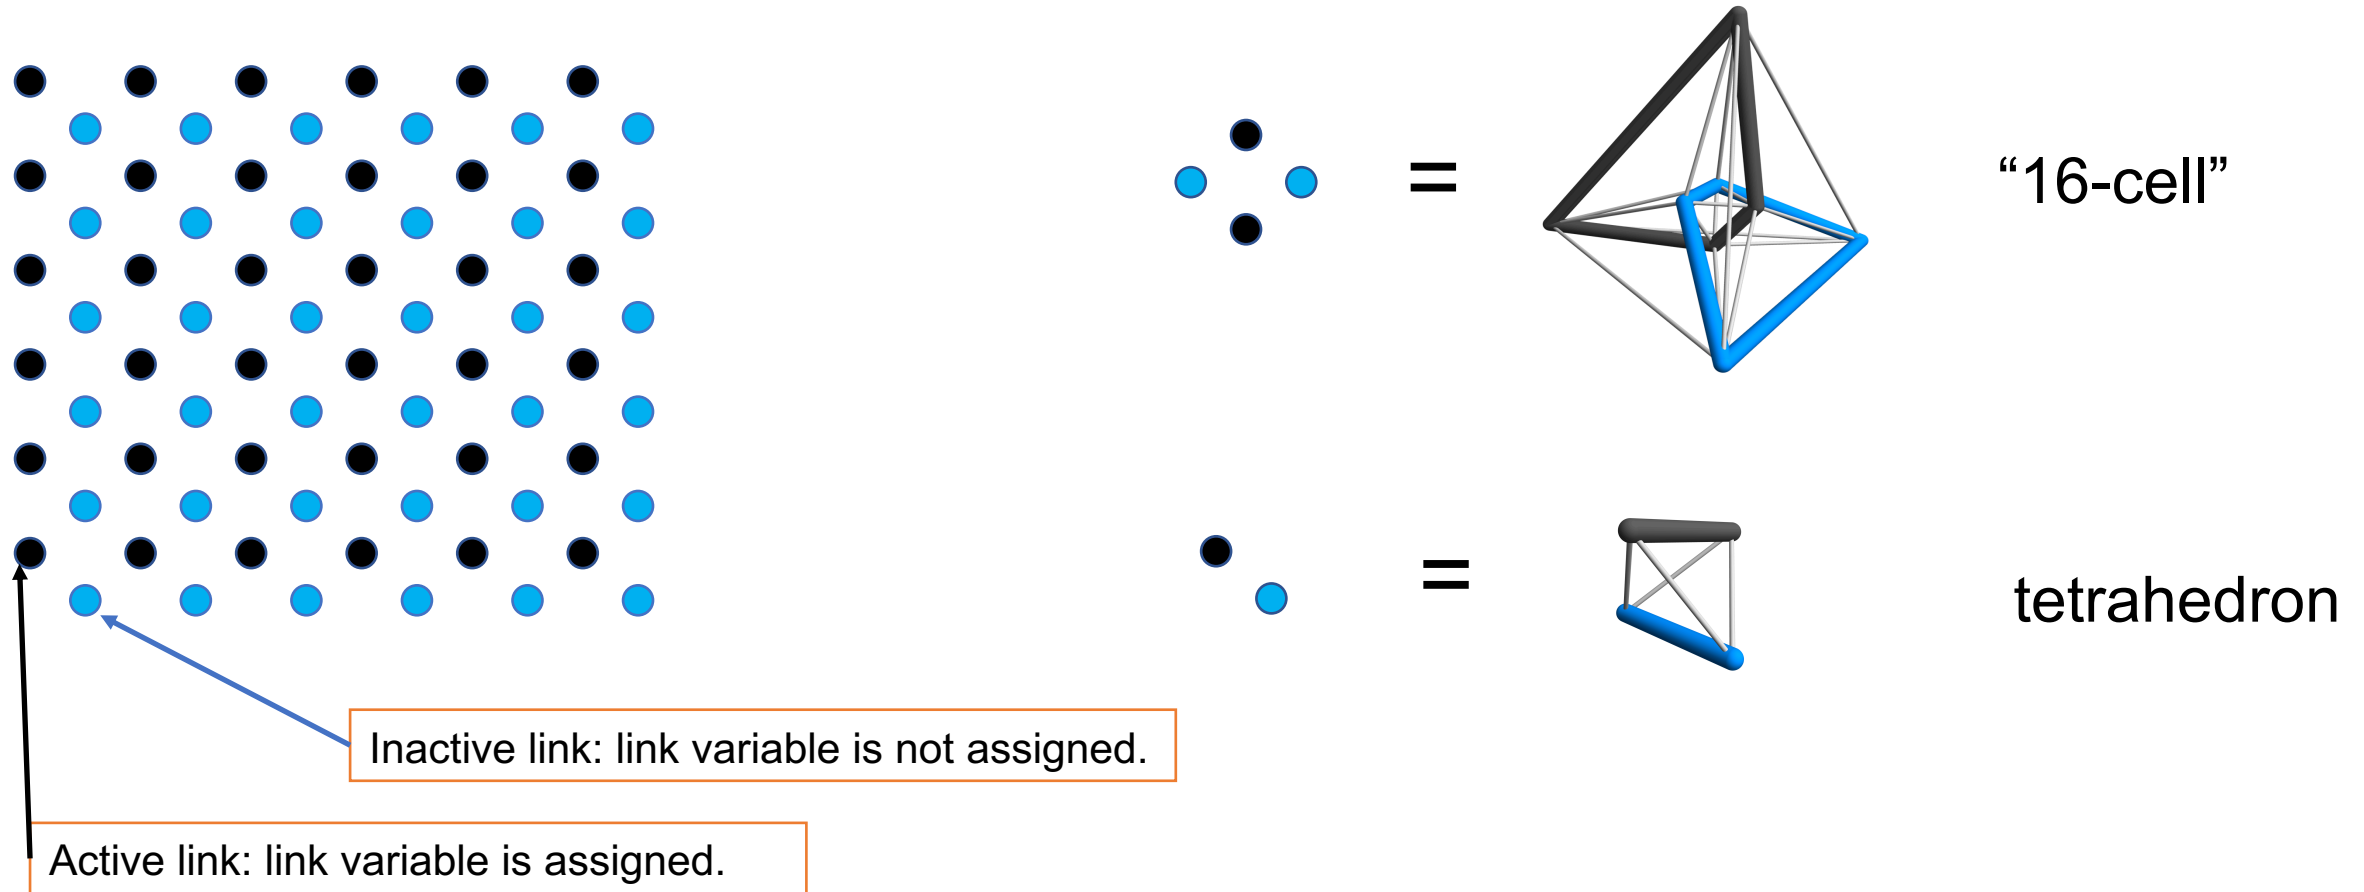 =
“16-cell”
=
tetrahedron
Inactive link: link variable is not assigned.
Active link: link variable is assigned.